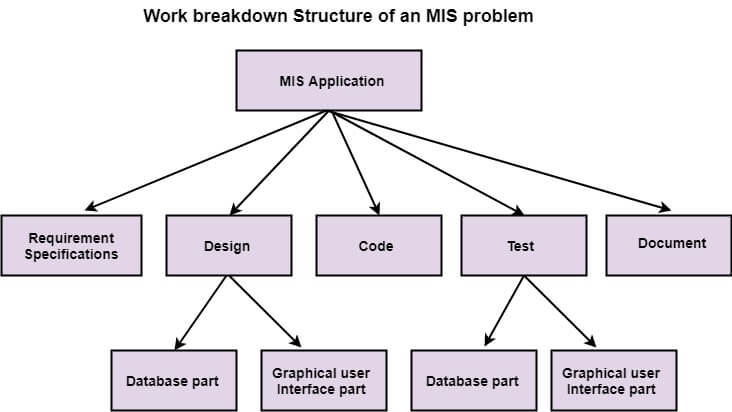 Work breakdown Structure of an MIS problem
MIS Application
Requirement
Specifications
Design
Code
Test
Document
Database part
Graphical user
Interface part
Database part
Graphical user
Interface part